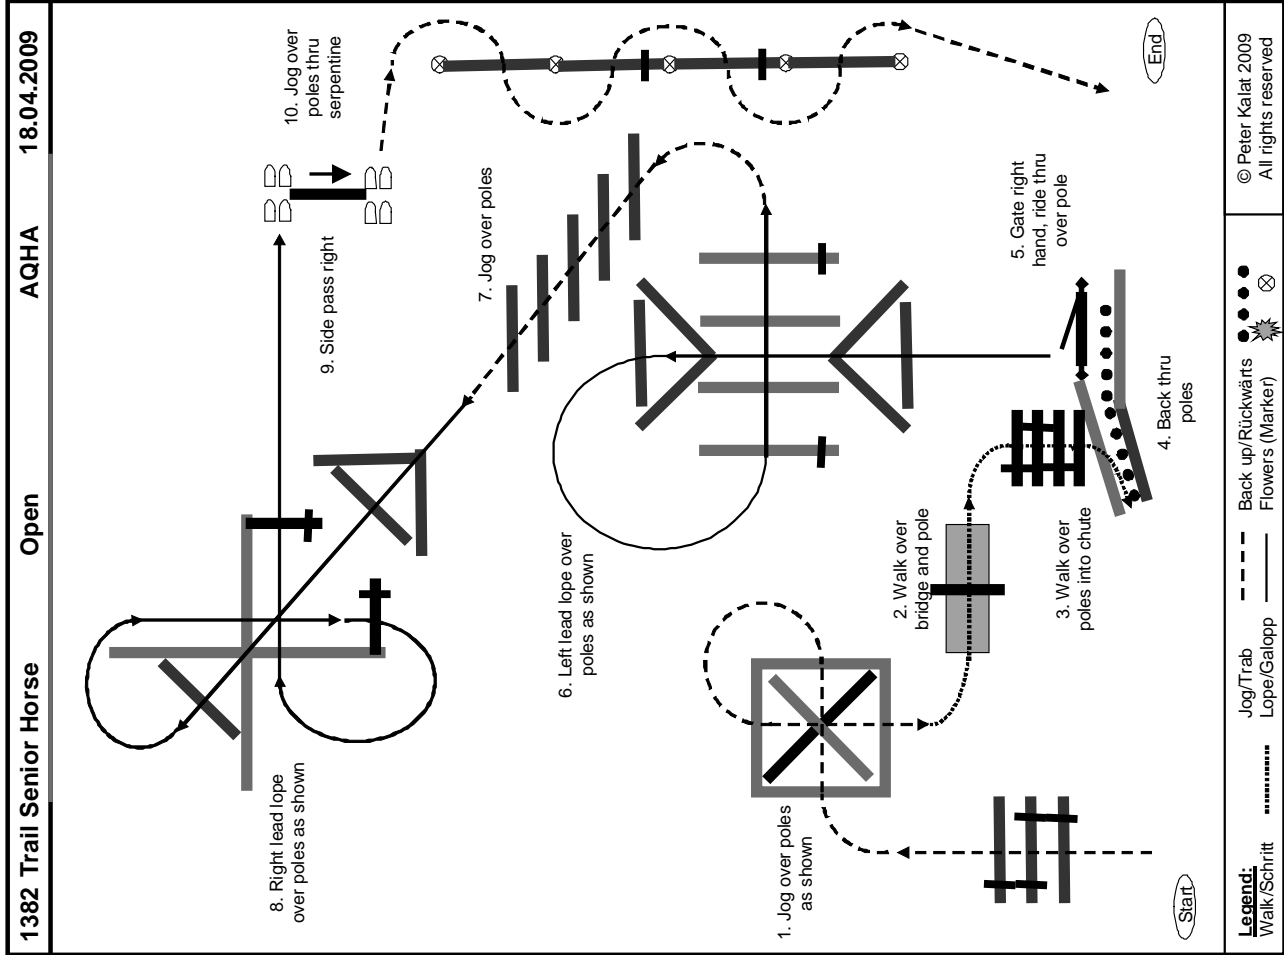 1382 Trail Senior Horse Open AQHA 18.04.2009
1. Jog over poles
as shown
2. Walk over
bridge and pole
3. Walk over
poles into chute
4. Back thru
poles
5. Gate right
hand, ride thru
over pole
6. Left lead lope over
poles as shown
7. Jog over poles
8. Right lead lope
over poles as shown
9. Side pass right
10. Jog over
poles thru
serpentine
Start
End
Legend:
Walk/Schritt
Jog/Trab
Lope/Galopp
Back up/Rückwärts
Flowers (Marker)
© Peter Kalat 2009
All rights reserved